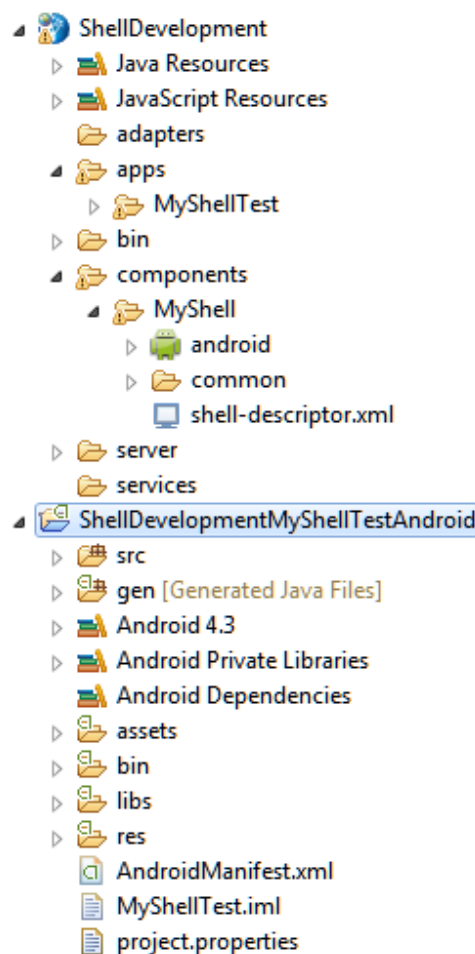 ShellDevelopment
Java Resources
JavaScript Resources
adapters
apps
MyShellTest
bin
components
MyShell
android
common
shell-descriptor.xml
server
services
ShellDevelopmentMyShellTestAndroid
src
gen [Generated Java Files]
Android 4.3
Android Private Libraries
Android Dependencies
assets
bin
libs
res
AndroidManifest.xml
MyShellTest.iml
project.properties